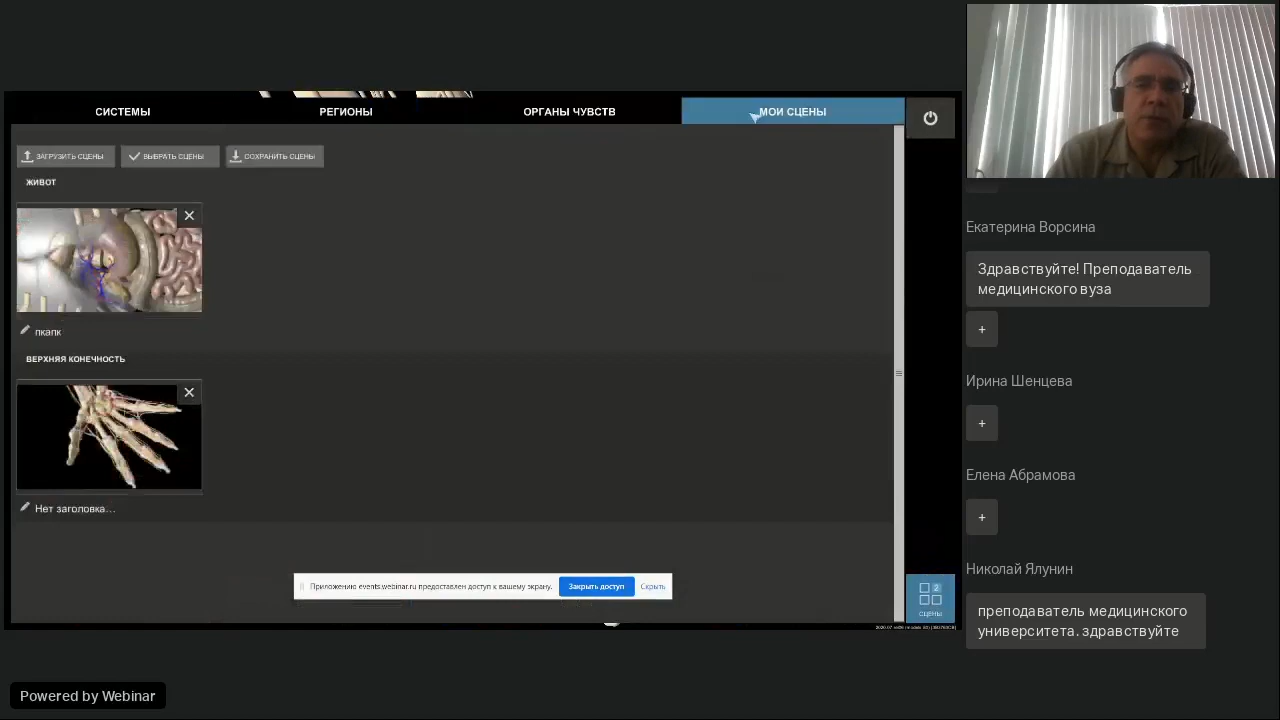 СИСТЕМЫ
РЕГИОНЫ
ОРГАНЫ ЧУВСТВ
МОИ СЦЕНЫ
ЗАГРУЗИТЬ СЦЕНЫ
ВЫБРАТЬ СЦЕНЫ
СОХРАНИТЬ СЦЕНЫ
ЖИВОТ
пкапк
ВЕРХНЯЯ КОНЕЧНОСТЬ
Нет заголовка...
Приложению events.webinar.ru предоставлен доступ к вашему экрану.
Закрыть доступ
Скрыть
2
СЦЕНЫ
Екатерина Ворсина
Здравствуйте! Преподаватель
медицинского вуза
+
Ирина Шенцева
+
Елена Абрамова
+
Николай Ялунин
преподаватель медицинского
университета. здравствуйте
Powered by Webinar